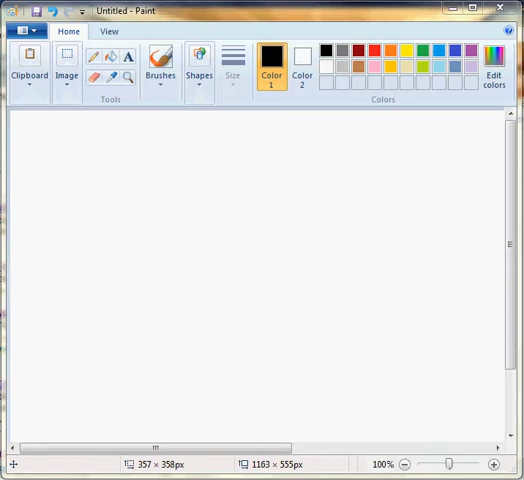 Untitled - Paint
Home View
Clipboard Image Tools Brushes Shapes Size Color 1 Color 2 Colors Edit colors
357 × 358px 1163 × 555px 100%